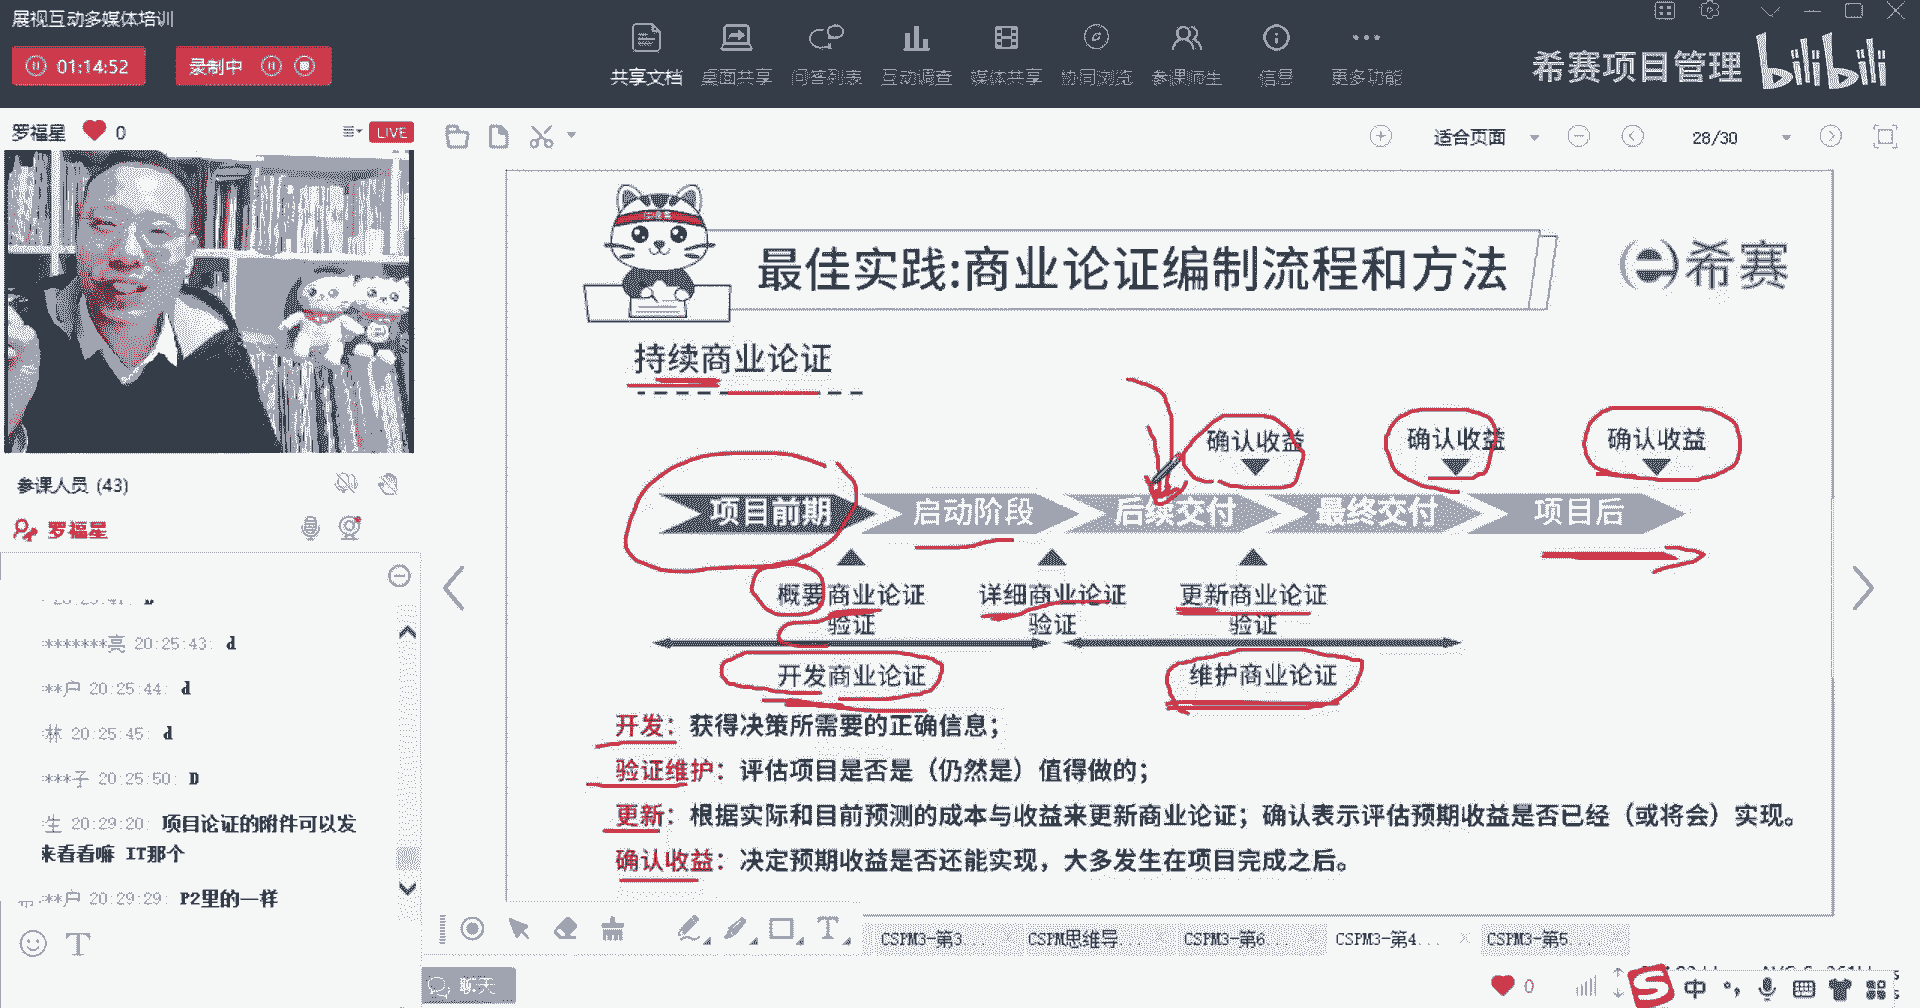 展视互动多媒体培训
01:14:52
录制中
共享文档 桌面共享 问答列表 互动调查 媒体共享 协同浏览 参课师生 信息 更多功能
希赛项目管理 bilibili
罗福星 0 LIVE
适合页面 28/30
参课人员 (43)
罗福星
亮 20:25:43: d
**户 20:25:44: d
林 20:25:45: d
***子 20:25:50: D
生 20:29:20: 项目论证的附件可以发
来看看嘛 IT那个
**户 20:29:29: P2里的一样
T
聊天
最佳实践:商业论证编制流程和方法
希赛
持续商业论证
确认收益 确认收益 确认收益
项目前期 启动阶段 后续交付 最终交付 项目后
概要商业论证 详细商业论证 更新商业论证
验证 验证 验证
开发商业论证 维护商业论证
开发：获得决策所需要的正确信息；
验证维护：评估项目是否是（仍然是）值得做的；
更新：根据实际和目前预测的成本与收益来更新商业论证；确认表示评估预期收益是否已经（或将会）实现。
确认收益：决定预期收益是否还能实现，大多发生在项目完成之后。
T
CSPM3-第3... CSPM思维导... CSPM3-第6... CSPM3-第4... CSPM3-第5...
0
S 中